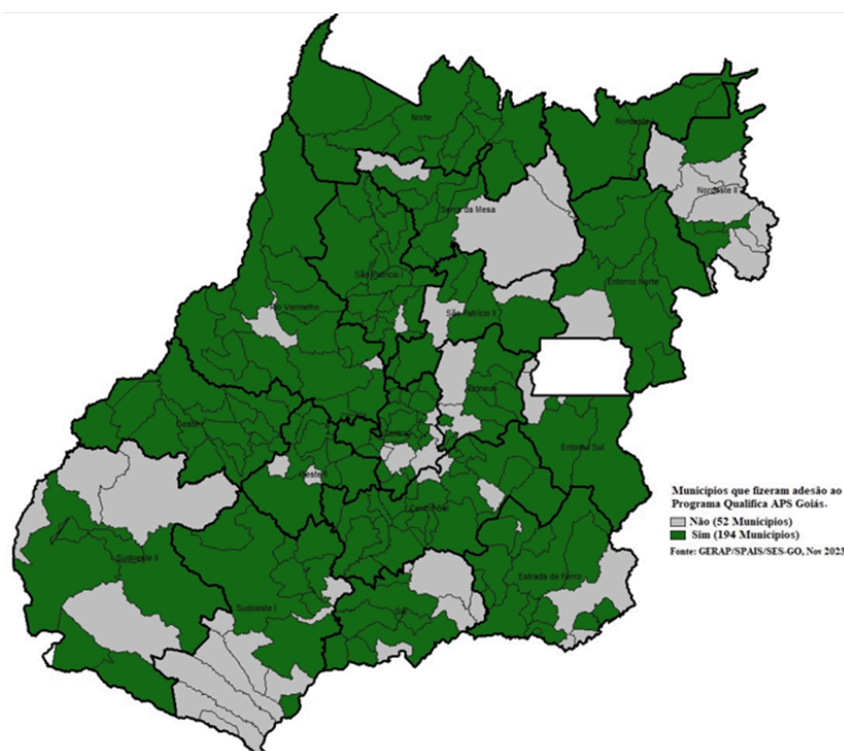 Norte
Nordeste I
Nordeste II
Serra da Mesa
São Patrício I
Entorno Norte
Rio Vermelho
São Patrício II
Pirineus
Oeste I
Central
Entorno Sul
Oeste II
Centro Sul
Municípios que fizeram adesão ao
Programa Qualifica APS Goiás.
Não (52 Municípios)
Sim (194 Municípios)
Fonte: GERAP/SPAIS/SES-GO, Nov 2023
Sudoeste II
Estrada de Ferro
Sudoeste I
Sul